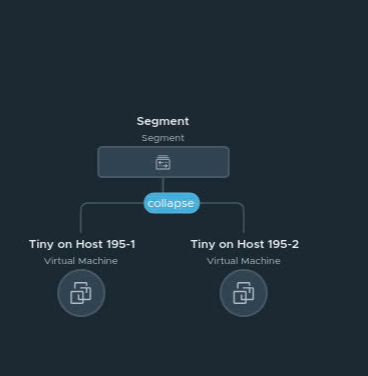 Segment
Segment
collapse
Tiny on Host 195-1
Virtual Machine
Tiny on Host 195-2
Virtual Machine